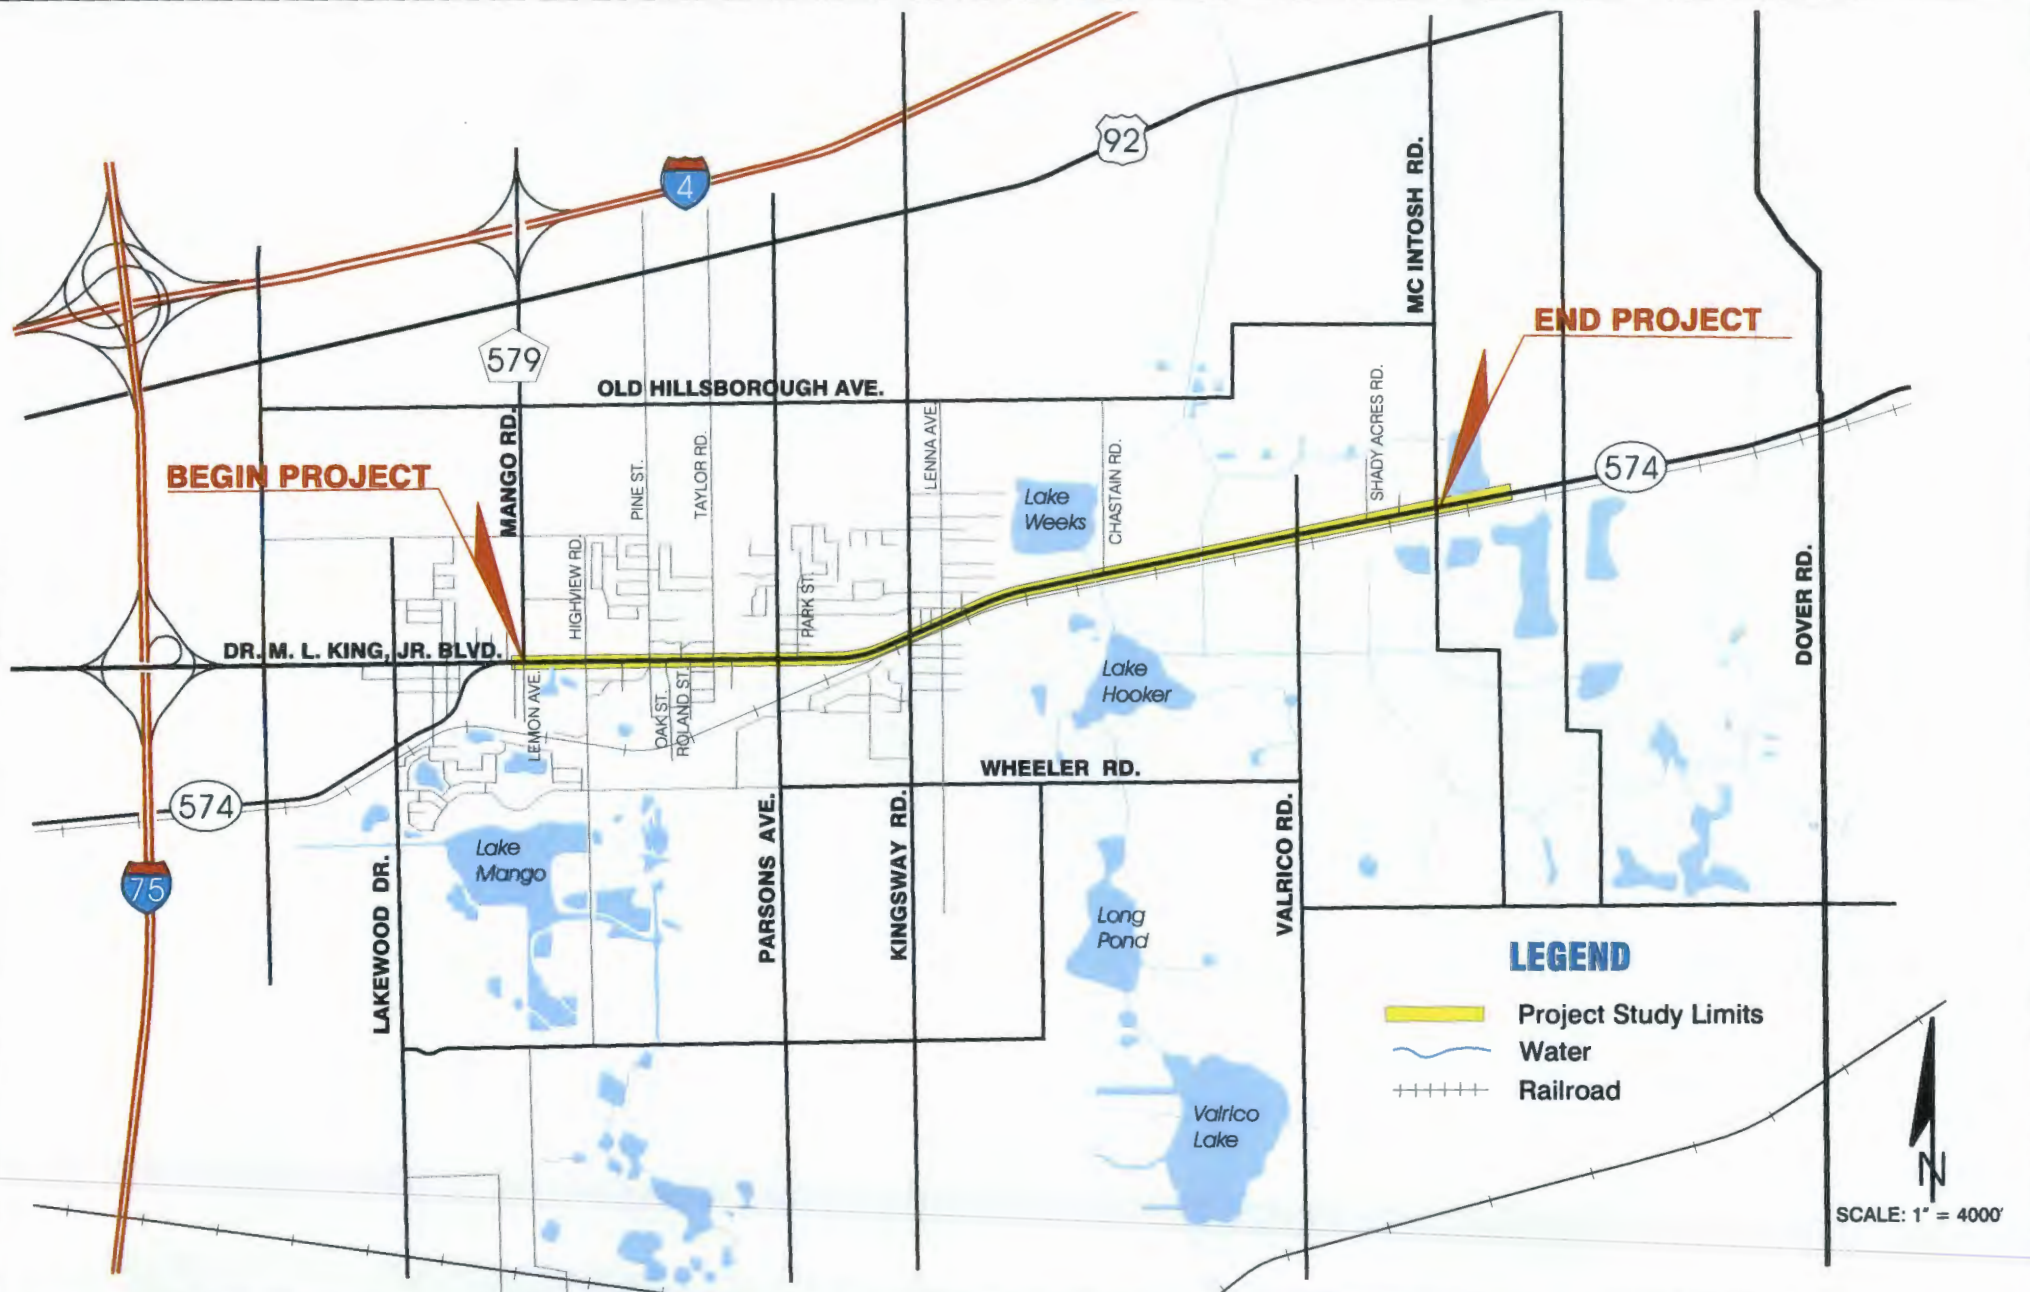 92
4
MC INTOSH RD.
END PROJECT
579
OLD HILLSBOROUGH AVE.
SHADY ACRES RD.
MANGO RD.
BEGIN PROJECT
PINE ST.
TAYLOR RD.
LENNA AVE.
CHASTAIN RD.
Lake
Weeks
574
HIGHVIEW RD.
PARK ST.
DOVER RD.
DR. M. L. KING, JR. BLVD.
LEMON AVE.
OAK ST.
ROLAND ST.
Lake
Hooker
WHEELER RD.
574
75
LAKEWOOD DR.
Lake
Mango
PARSONS AVE.
KINGSWAY RD.
Long
Pond
VALRICO RD.
LEGEND
Project Study Limits
Water
Railroad
Valrico
Lake
N
SCALE: 1" = 4000'